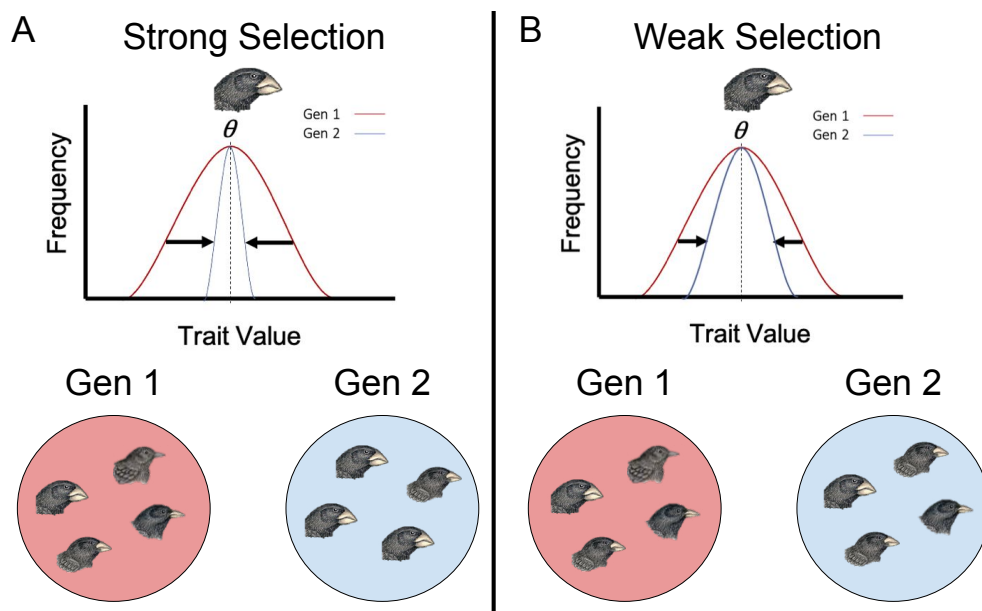 A
Strong Selection
Gen 1
Gen 2
θ
Frequency
Trait Value
Gen 1
Gen 2
B
Weak Selection
Gen 1
Gen 2
θ
Frequency
Trait Value
Gen 1
Gen 2